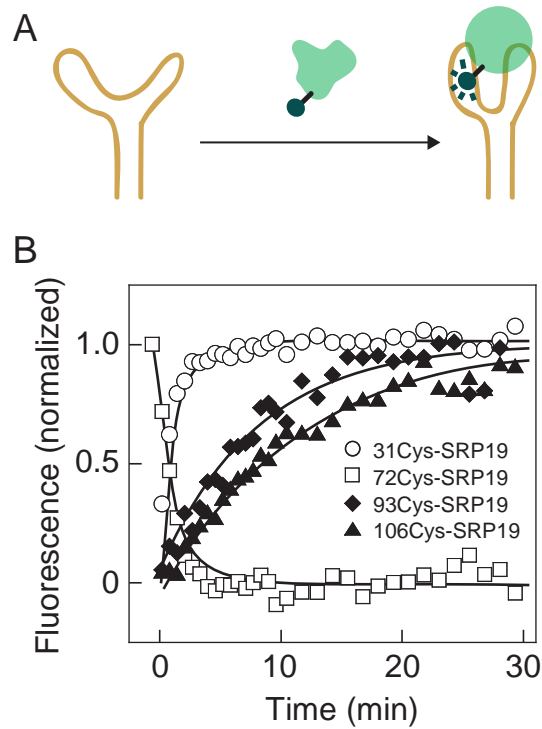 A
B
Fluorescence (normalized)
1.0
0.5
0
31Cys-SRP19
72Cys-SRP19
93Cys-SRP19
106Cys-SRP19
0 10 20 30
Time (min)